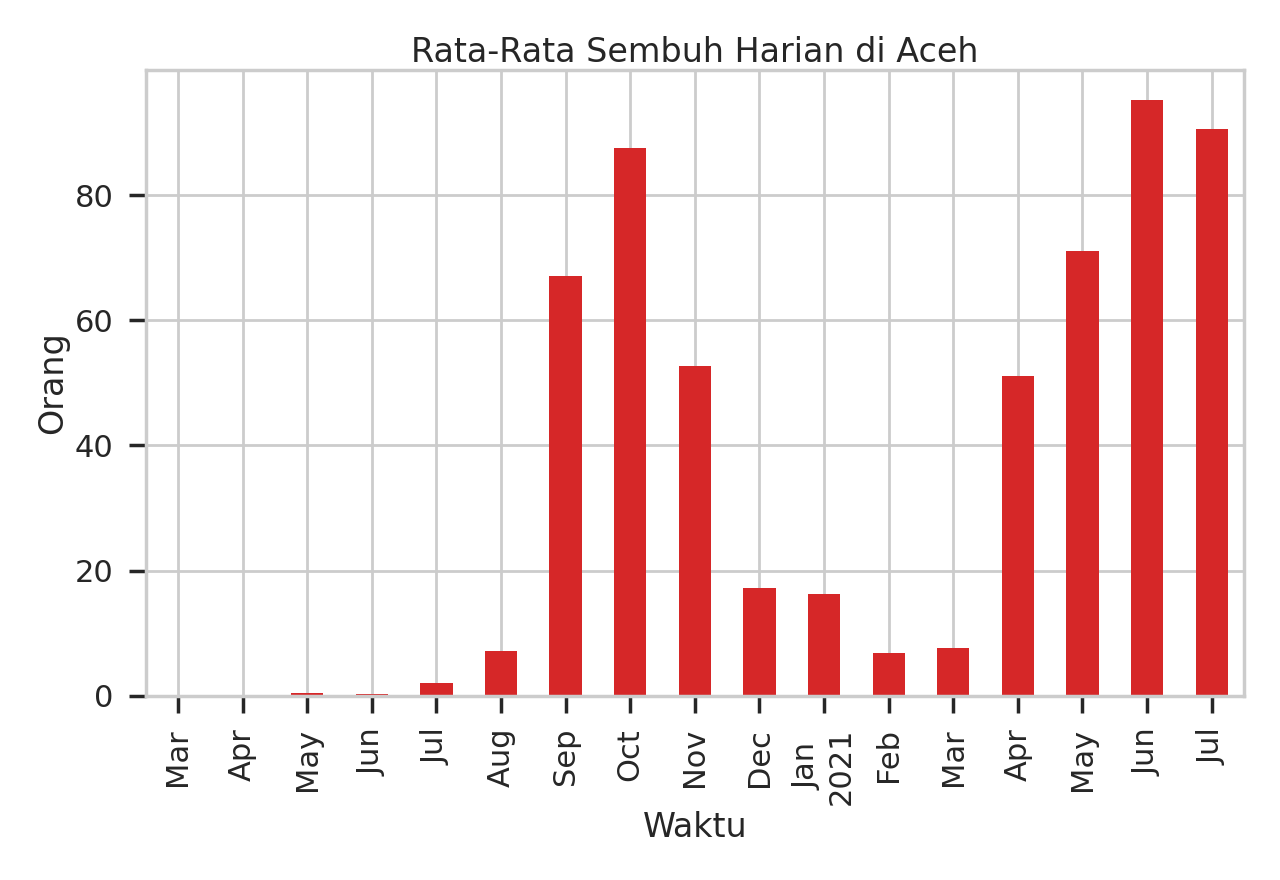 Rata-Rata Sembuh Harian di Aceh
Orang
80
60
40
20
0
Mar
Apr
May
Jun
Jul
Aug
Sep
Oct
Nov
Dec
Jan
2021
Feb
Mar
Apr
May
Jun
Jul
Waktu